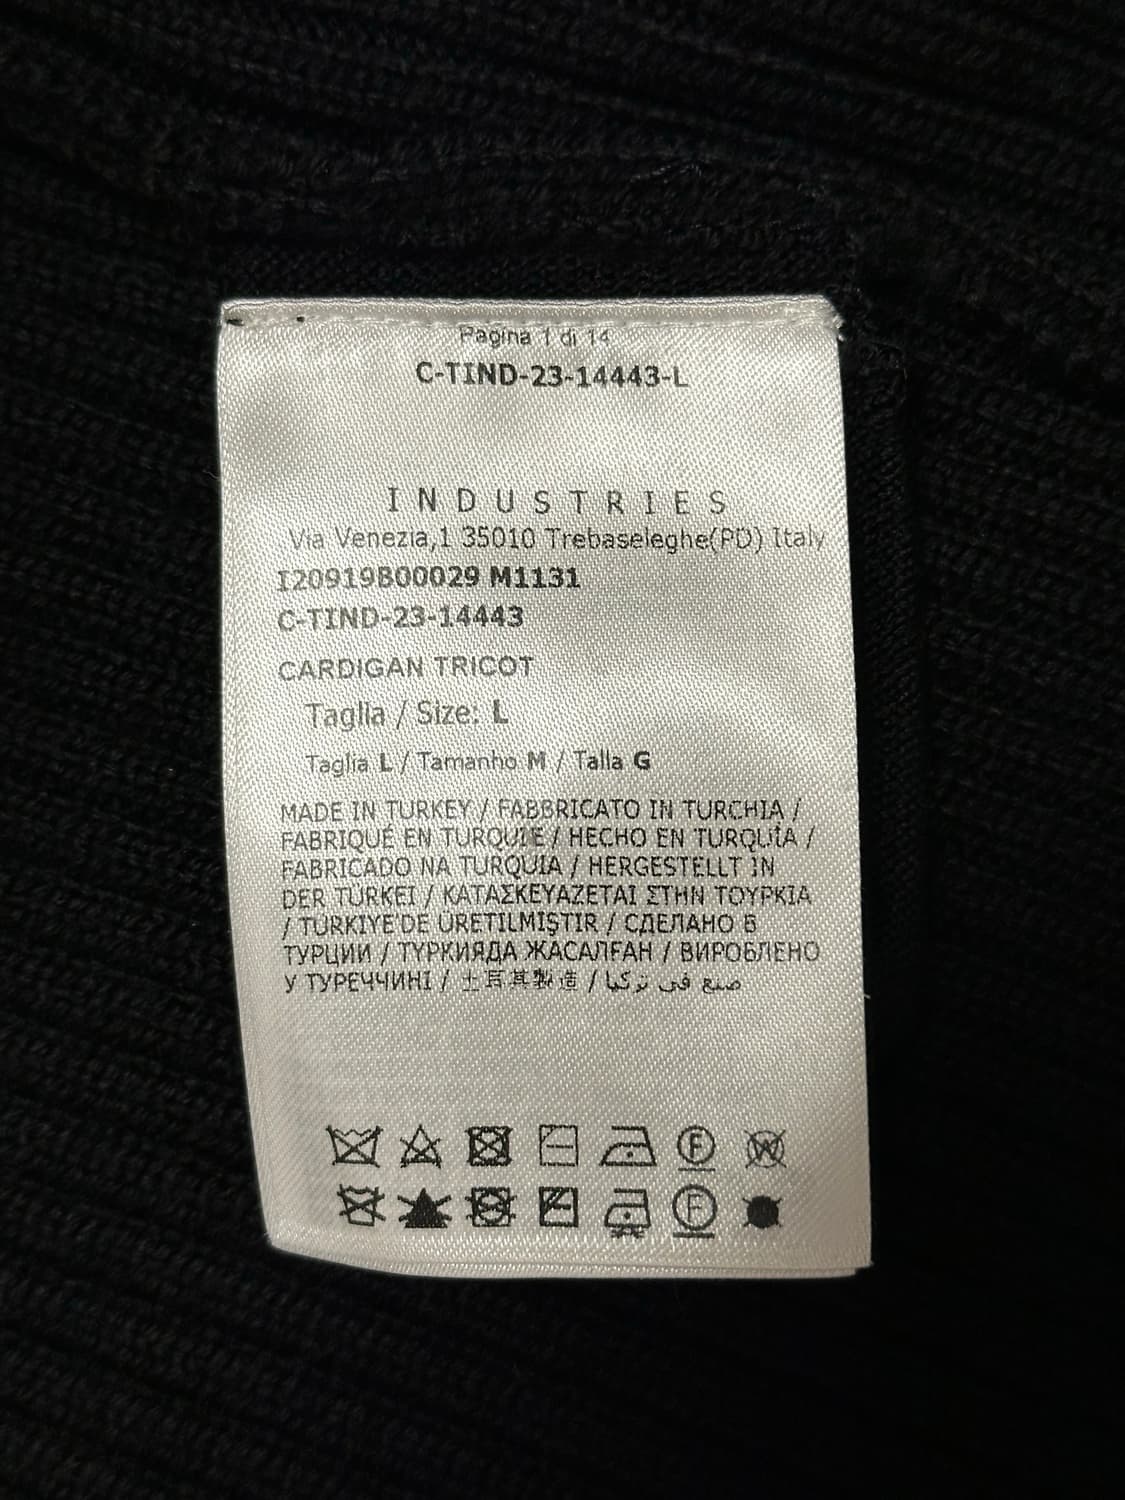 Pagina 1 di 14
C-TIND-23-14443-L
INDUSTRIES
Via Venezia,1 35010 Trebaseleghe(PD) Italy
I20919B00029 M1131
C-TIND-23-14443
CARDIGAN TRICOT
Taglia / Size: L
Taglia L / Tamanho M / Talla G
MADE IN TURKEY / FABBRICATO IN TURCHIA /
FABRIQUÉ EN TURQUIE / HECHO EN TURQUÍA /
FABRICADO NA TURQUIA / HERGESTELLT IN
DER TÜRKEI / ΚΑΤΑΣΚΕΥΑΖΕΤΑΙ ΣΤΗΝ ΤΟΥΡΚΙΑ
/ TÜRKIYE'DE ÜRETILMIŞTIR / СДЕЛАНО В
ТУРЦИИ / ТҮРКИЯДА ЖАСАЛҒАН / ВИРОБЛЕНО
У ТУРЕЧЧИНІ / 土耳其製造 / صنع في تركيا
F W
F